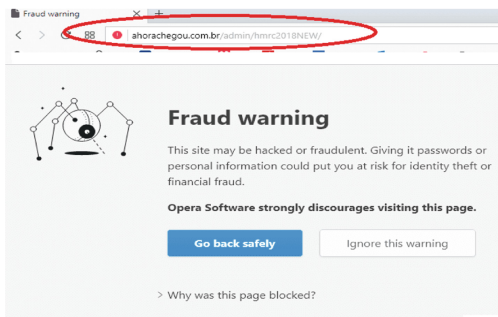 Fraud warning
ahorachegou.com.br/admin/hmrc2018NEW/
Fraud warning
This site may be hacked or fraudulent. Giving it passwords or
personal information could put you at risk for identity theft or
financial fraud.
Opera Software strongly discourages visiting this page.
Go back safely
Ignore this warning
> Why was this page blocked?